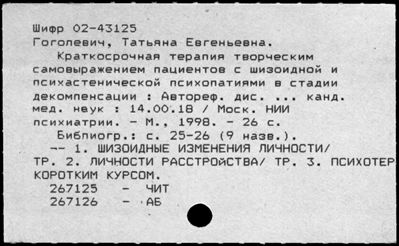 Шифр 02-43125
Гоголевич, Татьяна Евгеньевна.
Краткосрочная терапия творческим
самовыражением пациентов с шизоидной и
психастенической психопатиями в стадии
декомпенсации : Автореф. дис. ... канд.
мед. наук : 14.00.18 / Моск. НИИ
психиатрии. - М., 1998. - 26 с.
Библиогр.: с. 25-26 (9 назв.).
-- 1. ШИЗОИДНЫЕ ИЗМЕНЕНИЯ ЛИЧНОСТИ/
ТР. 2. ЛИЧНОСТИ РАССТРОЙСТВА/ ТР. 3. ПСИХОТЕР
КОРОТКИМ КУРСОМ.
267125 - ЧИТ
267126 - АБ